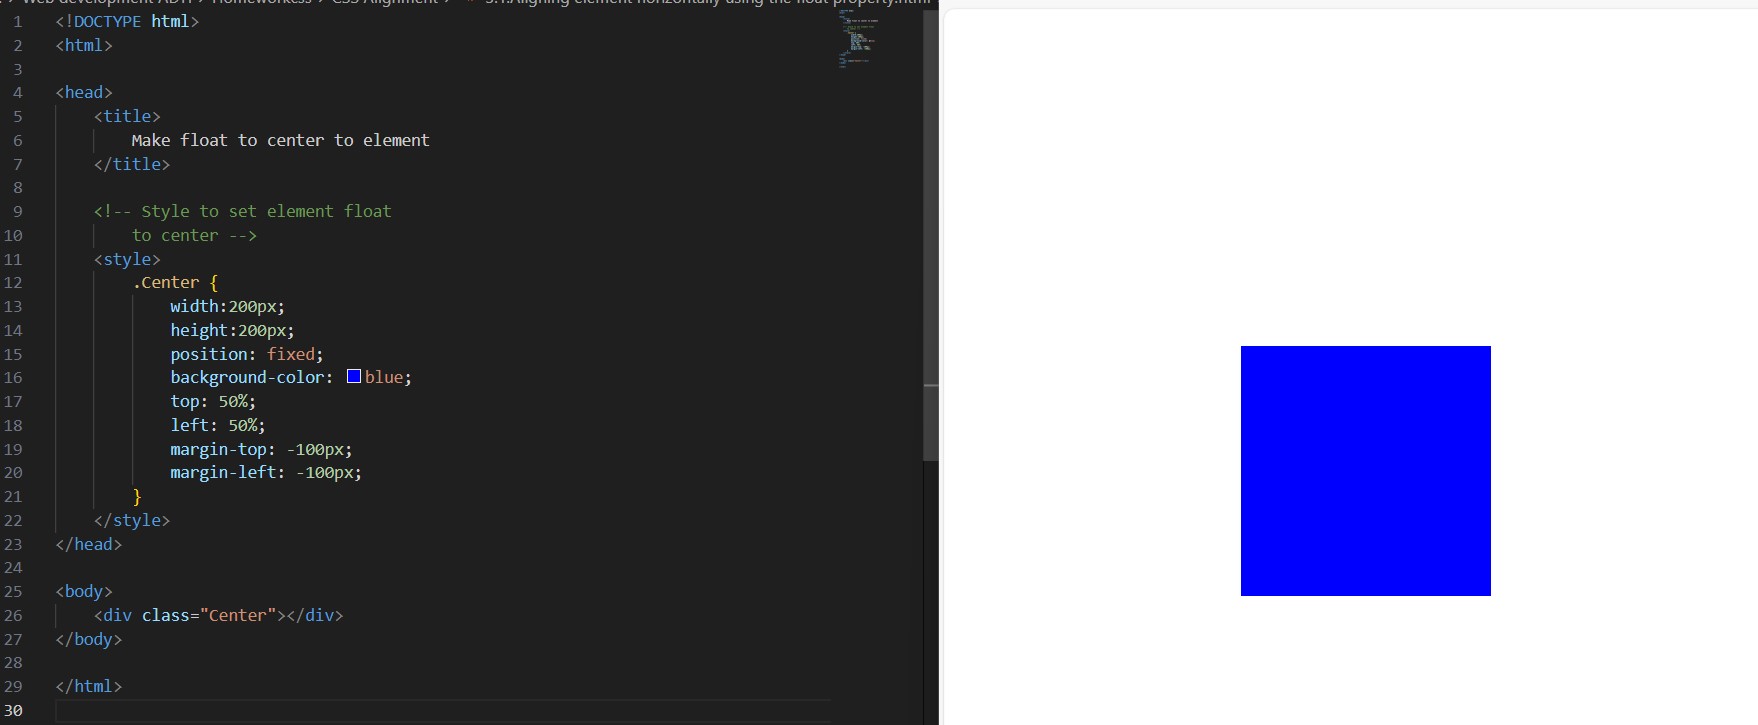 Web development ADH > Homeworkcss > CSS Alignment > 5.1.Aligning element horizontally using the float property.html
1 <!DOCTYPE html>
2 <html>
3
4 <head>
5     <title>
6         Make float to center to element
7     </title>
8
9     <!-- Style to set element float
10         to center -->
11     <style>
12         .Center {
13             width:200px;
14             height:200px;
15             position: fixed;
16             background-color: blue;
17             top: 50%;
18             left: 50%;
19             margin-top: -100px;
20             margin-left: -100px;
21         }
22     </style>
23 </head>
24
25 <body>
26     <div class="Center"></div>
27 </body>
28
29 </html>
30